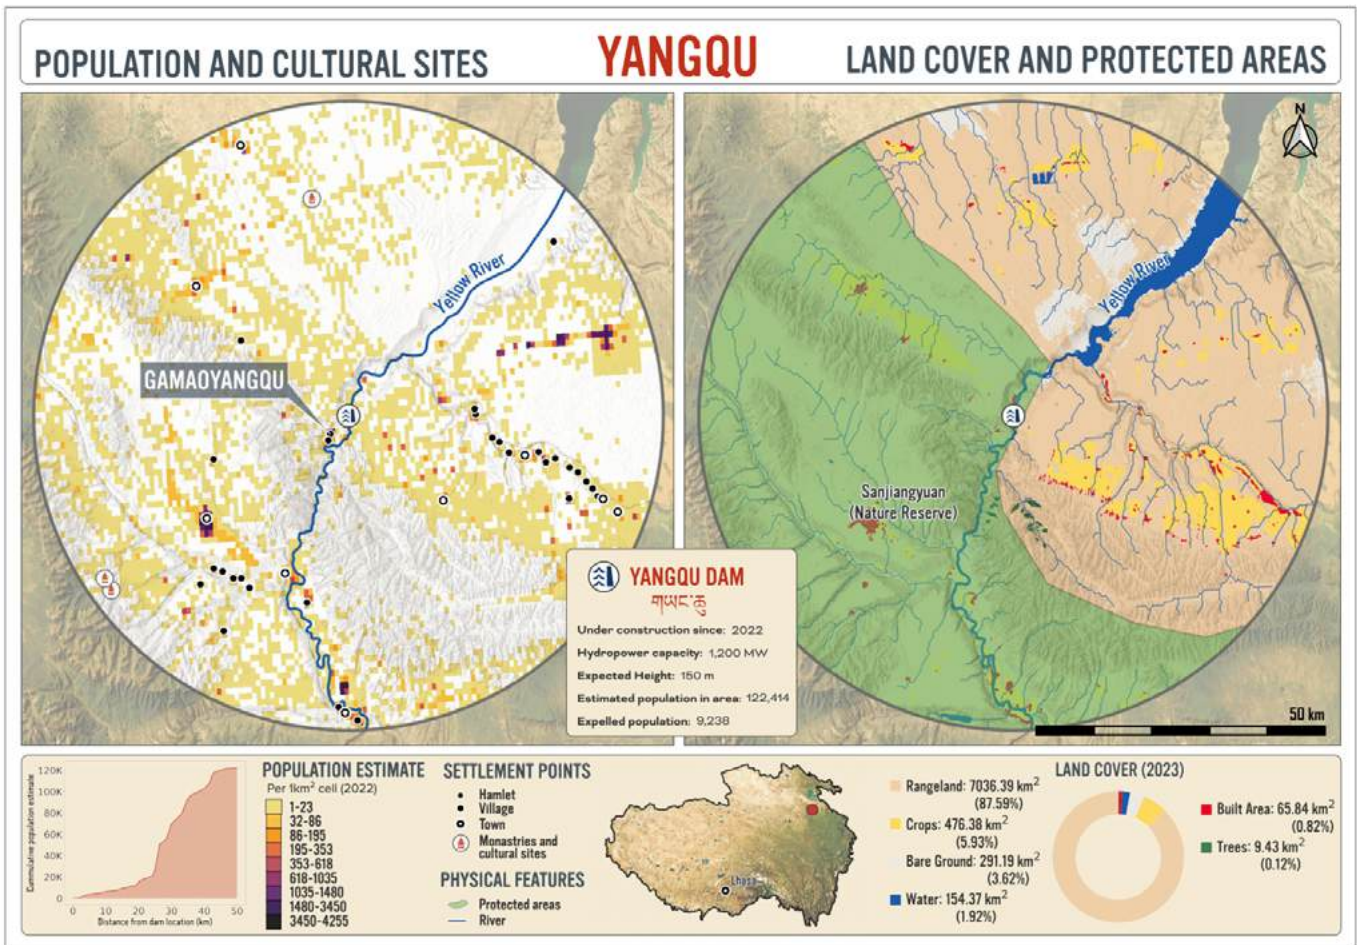 POPULATION AND CULTURAL SITES
YANGQU
LAND COVER AND PROTECTED AREAS
Yellow River
GAMAOYANGQU
N
Yellow River
Sanjiangyuan
(Nature Reserve)
50 km
YANGQU DAM
གཡང་ཆུ
Under construction since: 2022
Hydropower capacity: 1,200 MW
Expected Height: 150 m
Estimated population in area: 122,414
Expelled population: 9,238
Cummulative population estimate
120K
100K
80K
60K
40K
20K
0
0 10 20 30 40 50
Distance from dam location (km)
POPULATION ESTIMATE
Per 1km² cell (2022)
1-23
32-86
86-195
195-353
353-618
618-1035
1035-1480
1480-3450
3450-4255
SETTLEMENT POINTS
Hamlet
Village
Town
Monastries and
cultural sites
PHYSICAL FEATURES
Protected areas
River
Lhasa
LAND COVER (2023)
Rangeland: 7036.39 km²
(87.59%)
Crops: 476.38 km²
(5.93%)
Bare Ground: 291.19 km²
(3.62%)
Water: 154.37 km²
(1.92%)
Built Area: 65.84 km²
(0.82%)
Trees: 9.43 km²
(0.12%)